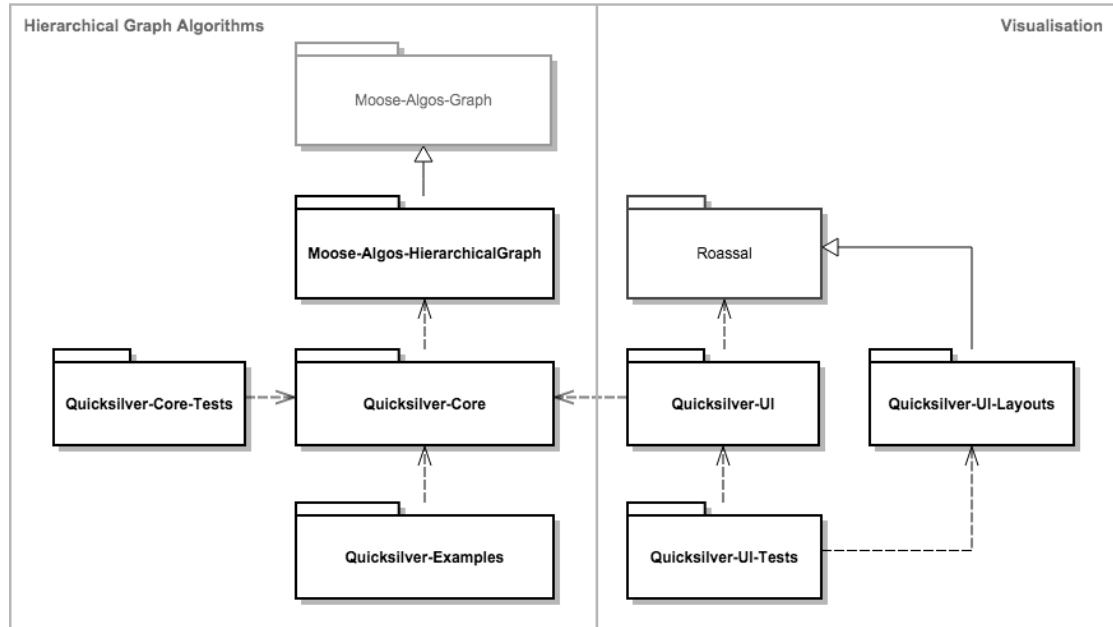 Hierarchical Graph Algorithms
Visualisation
Moose-Algos-Graph
Moose-Algos-HierarchicalGraph
Roassal
Quicksilver-Core-Tests
Quicksilver-Core
Quicksilver-UI
Quicksilver-UI-Layouts
Quicksilver-Examples
Quicksilver-UI-Tests